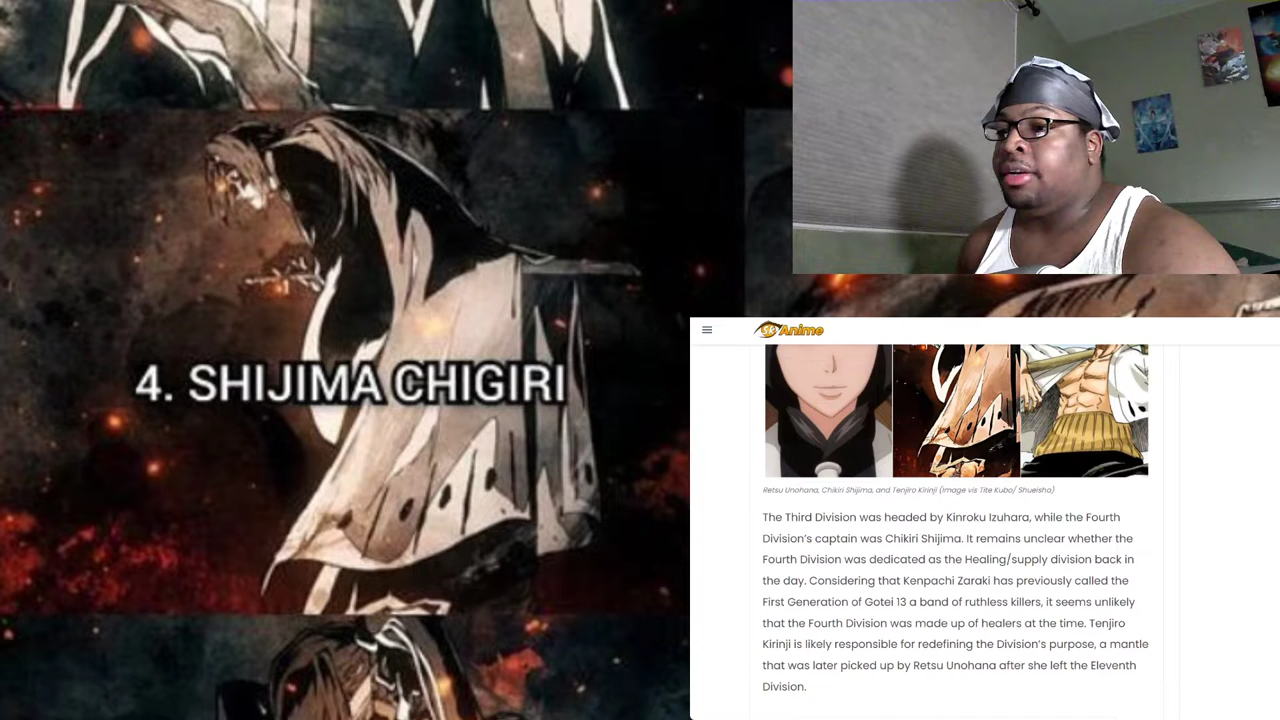 4. SHIJIMA CHIGIRI
SK Anime
Retsu Unohana, Chikiri Shijima, and Tenjiro Kirinji (Image vis Tite Kubo/ Shueisha)
The Third Division was headed by Kinroku Izuhara, while the Fourth
Division's captain was Chikiri Shijima. It remains unclear whether the
Fourth Division was dedicated as the Healing/supply division back in
the day. Considering that Kenpachi Zaraki has previously called the
First Generation of Gotei 13 a band of ruthless killers, it seems unlikely
that the Fourth Division was made up of healers at the time. Tenjiro
Kirinji is likely responsible for redefining the Division's purpose, a mantle
that was later picked up by Retsu Unohana after she left the Eleventh
Division.